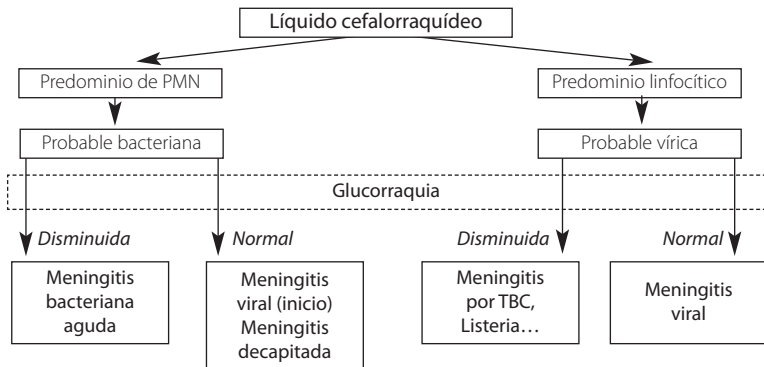 Líquido cefalorraquídeo
Predominio de PMN
Predominio linfocítico
Probable bacteriana
Probable vírica
Glucorraquia
Disminuida
Normal
Disminuida
Normal
Meningitis
bacteriana
aguda
Meningitis
viral (inicio)
Meningitis
decapitada
Meningitis
por TBC,
Listeria…
Meningitis
viral